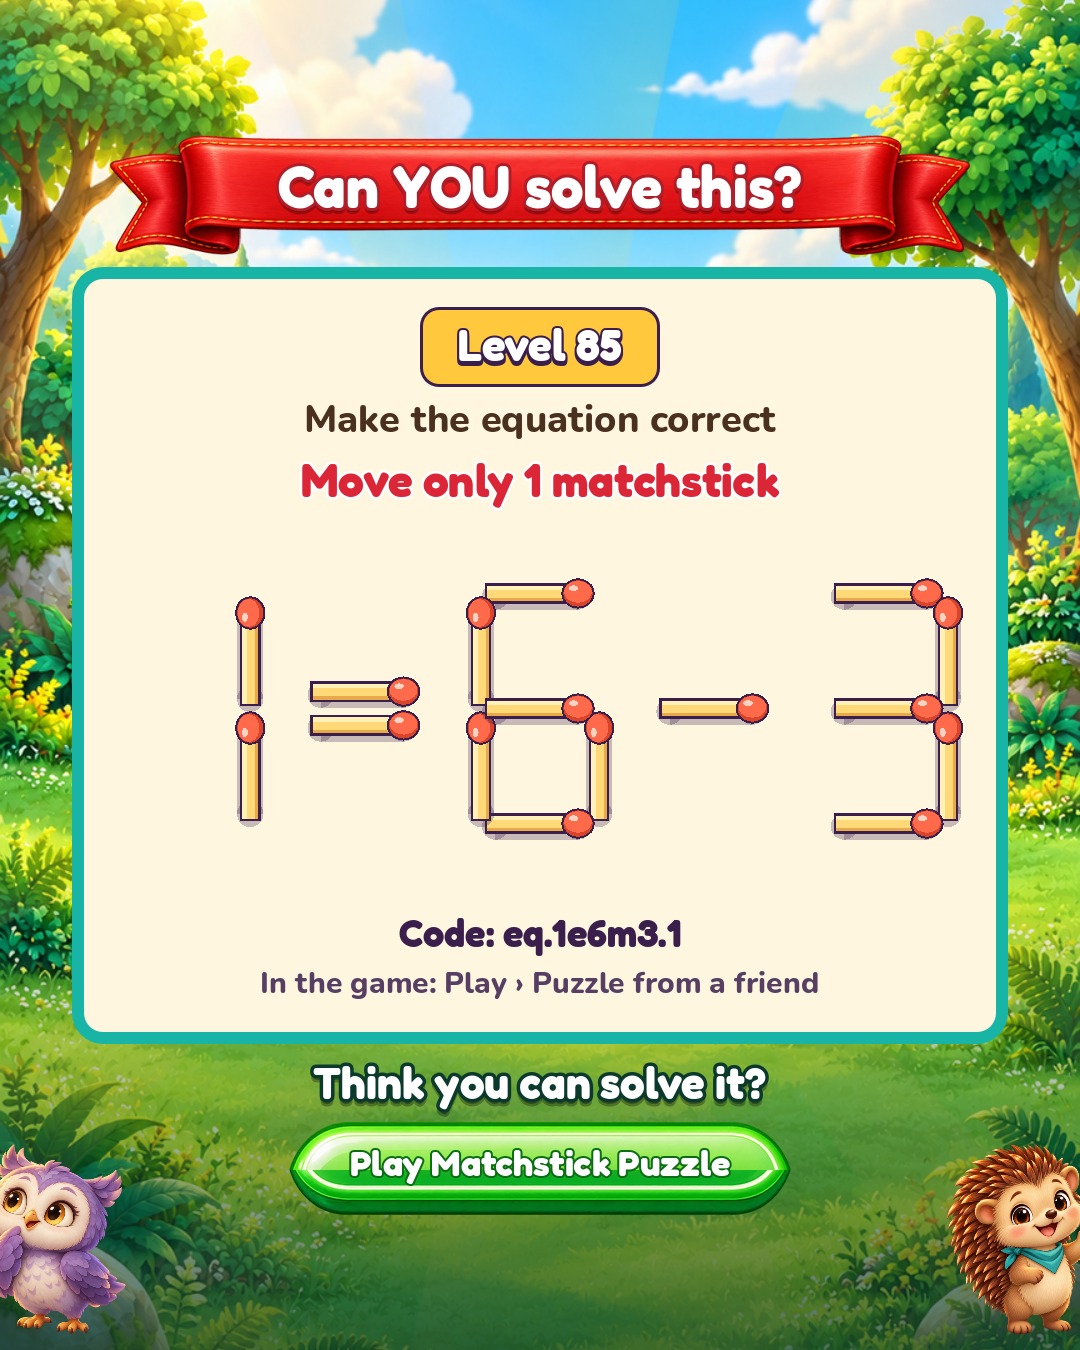 Can YOU solve this?
Level 85
Make the equation correct
Move only 1 matchstick
1 = 6 - 3
Code: eq.1e6m3.1
In the game: Play › Puzzle from a friend
Think you can solve it?
Play Matchstick Puzzle